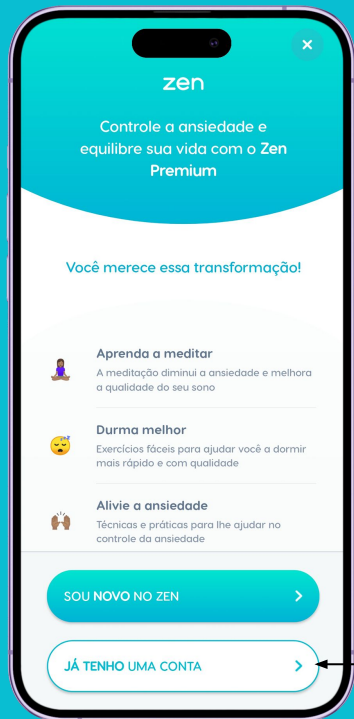 zen
Controle a ansiedade e
equilibre sua vida com o Zen
Premium
Você merece essa transformação!
Aprenda a meditar
A meditação diminui a ansiedade e melhora
a qualidade do seu sono
Durma melhor
Exercícios fáceis para ajudar você a dormir
mais rápido e com qualidade
Alivie a ansiedade
Técnicas e práticas para lhe ajudar no
controle da ansiedade
SOU NOVO NO ZEN
JÁ TENHO UMA CONTA